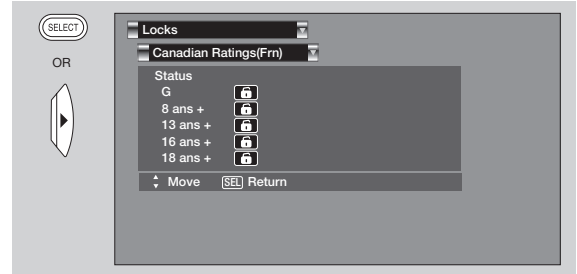 SELECT
OR
Locks
Canadian Ratings(Frn)
Status
G
8 ans +
13 ans +
16 ans +
18 ans +
Move SEL Return